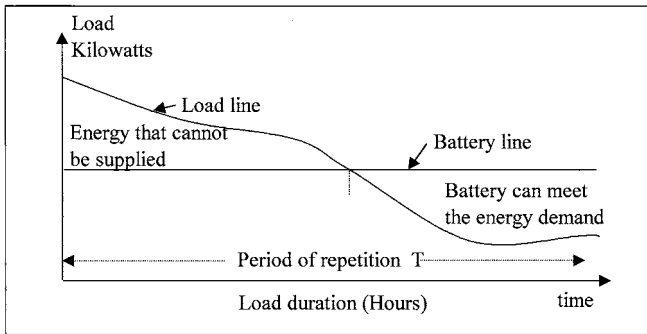 Load
Kilowatts
Load line
Energy that cannot
be supplied
Battery line
Battery can meet
the energy demand
Period of repetition T
Load duration (Hours)
time